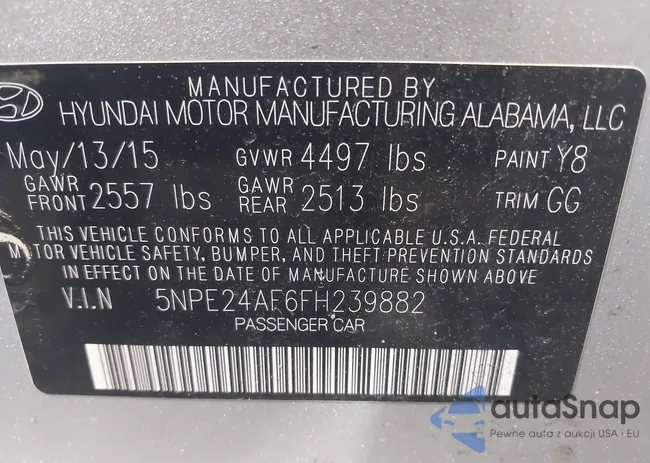 MANUFACTURED BY
HYUNDAI MOTOR MANUFACTURING ALABAMA, LLC
May/13/15 GVWR 4497 lbs PAINT Y8
GAWR FRONT 2557 lbs GAWR REAR 2513 lbs TRIM GG
THIS VEHICLE CONFORMS TO ALL APPLICABLE U.S.A. FEDERAL
MOTOR VEHICLE SAFETY, BUMPER, AND THEFT PREVENTION STANDARDS
IN EFFECT ON THE DATE OF MANUFACTURE SHOWN ABOVE
V.I.N 5NPE24AF6FH239882
PASSENGER CAR
autoSnap
Pewne auta z aukcji USA i EU